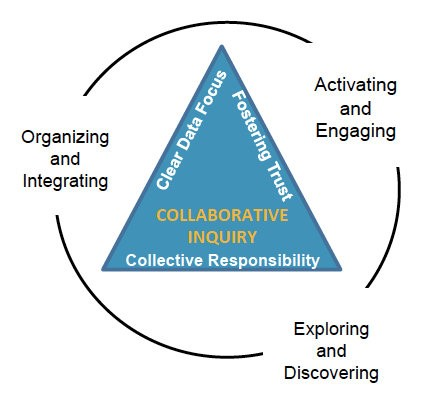 Activating
and
Engaging
Organizing
and
Integrating
Clear Data Focus
Fostering Trust
COLLABORATIVE
INQUIRY
Collective Responsibility
Exploring
and
Discovering